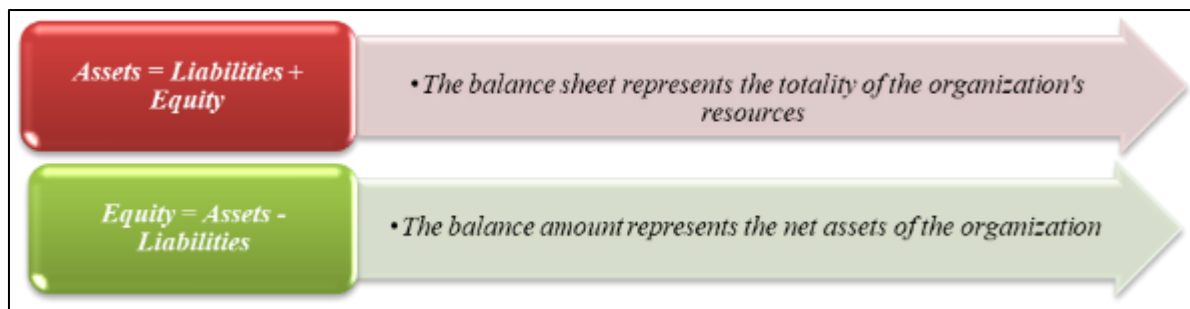 Assets = Liabilities +
Equity
• The balance sheet represents the totality of the organization's
resources
Equity = Assets -
Liabilities
• The balance amount represents the net assets of the organization